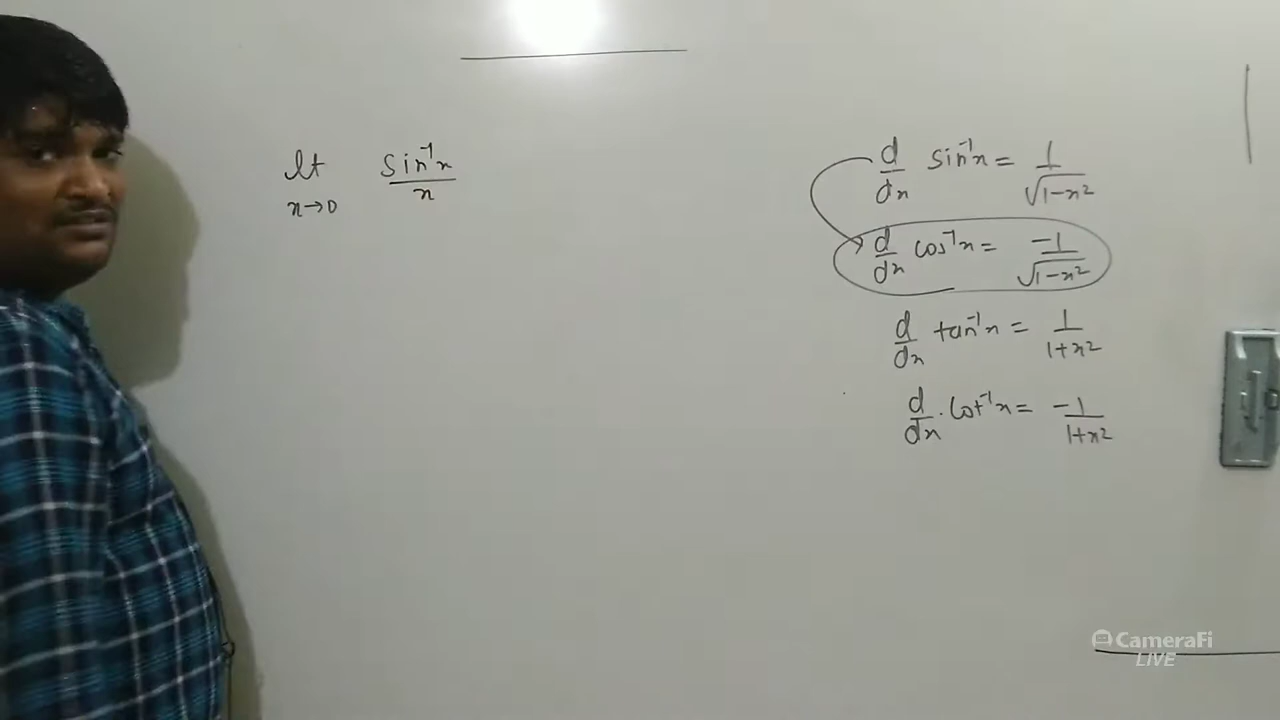 lt sin⁻¹x
x→0 x
d/dx sin⁻¹x = 1/√1-x²
d/dx cos⁻¹x = -1/√1-x²
d/dx tan⁻¹x = 1/1+x²
d/dx · cot⁻¹x = -1/1+x²
CameraFi
LIVE